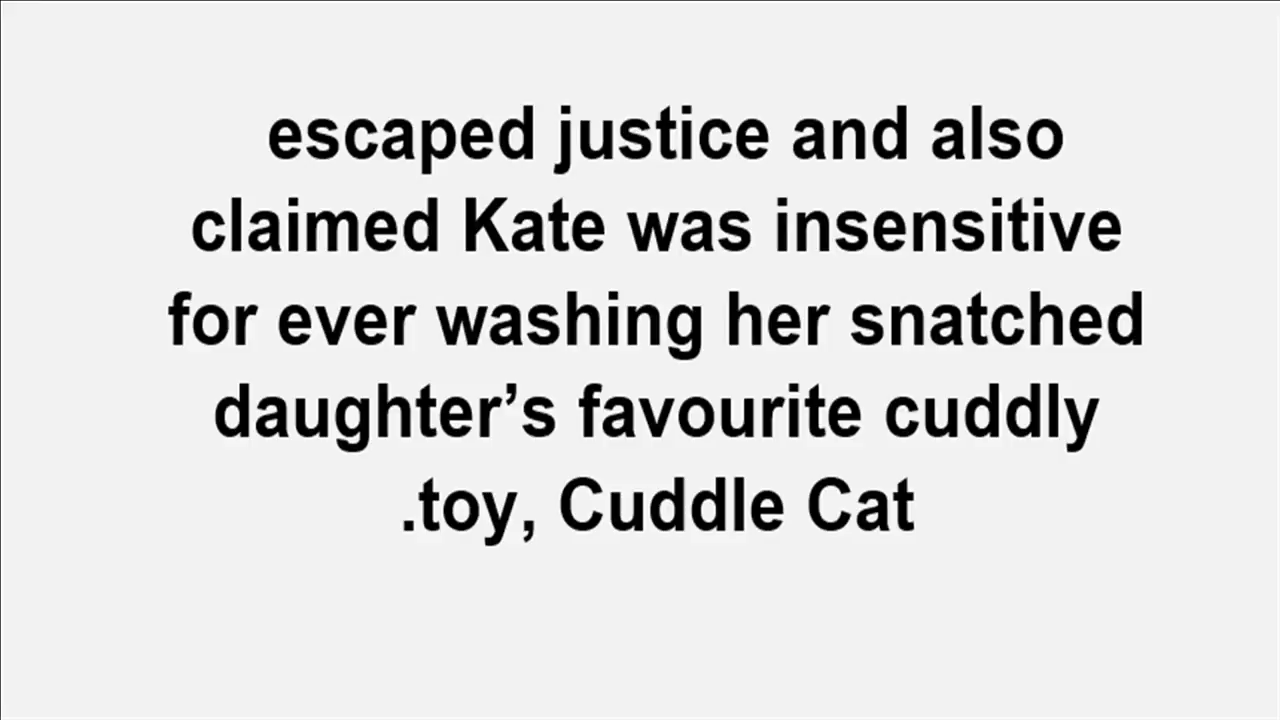 escaped justice and also
claimed Kate was insensitive
for ever washing her snatched
daughter’s favourite cuddly
.toy, Cuddle Cat